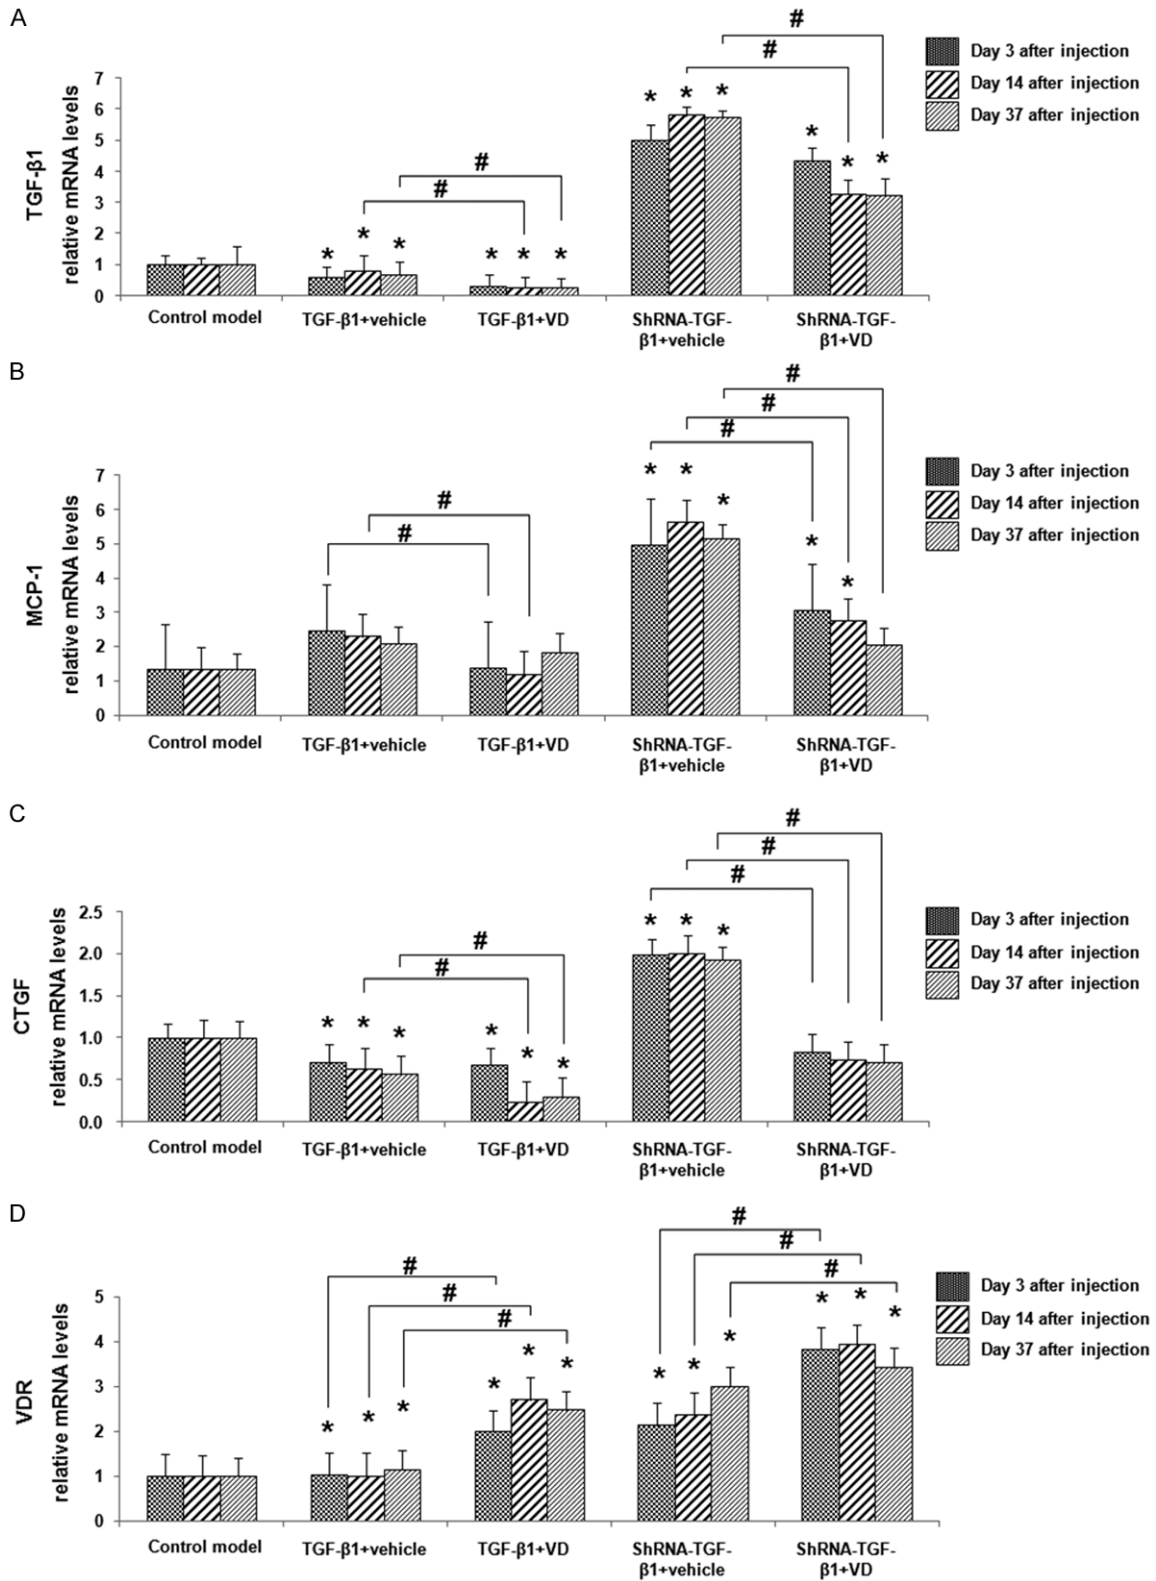 A
TGF-β1
relative mRNA levels
7
6
5
4
3
2
1
0
#
#
#
#
* * *
* * *
* * *
* * *
Control model
TGF-β1+vehicle
TGF-β1+VD
ShRNA-TGF-
β1+vehicle
ShRNA-TGF-
β1+VD
Day 3 after injection
Day 14 after injection
Day 37 after injection
B
MCP-1
relative mRNA levels
7
6
5
4
3
2
1
0
#
#
#
#
#
* * *
* *
Control model
TGF-β1+vehicle
TGF-β1+VD
ShRNA-TGF-
β1+vehicle
ShRNA-TGF-
β1+VD
Day 3 after injection
Day 14 after injection
Day 37 after injection
C
CTGF
relative mRNA levels
2.5
2.0
1.5
1.0
0.5
0.0
#
#
#
#
#
* * *
* * *
* * *
Control model
TGF-β1+vehicle
TGF-β1+VD
ShRNA-TGF-
β1+vehicle
ShRNA-TGF-
β1+VD
Day 3 after injection
Day 14 after injection
Day 37 after injection
D
VDR
relative mRNA levels
5
4
3
2
1
0
#
#
#
#
#
#
* * *
* * *
* * *
* * *
Control model
TGF-β1+vehicle
TGF-β1+VD
ShRNA-TGF-
β1+vehicle
ShRNA-TGF-
β1+VD
Day 3 after injection
Day 14 after injection
Day 37 after injection